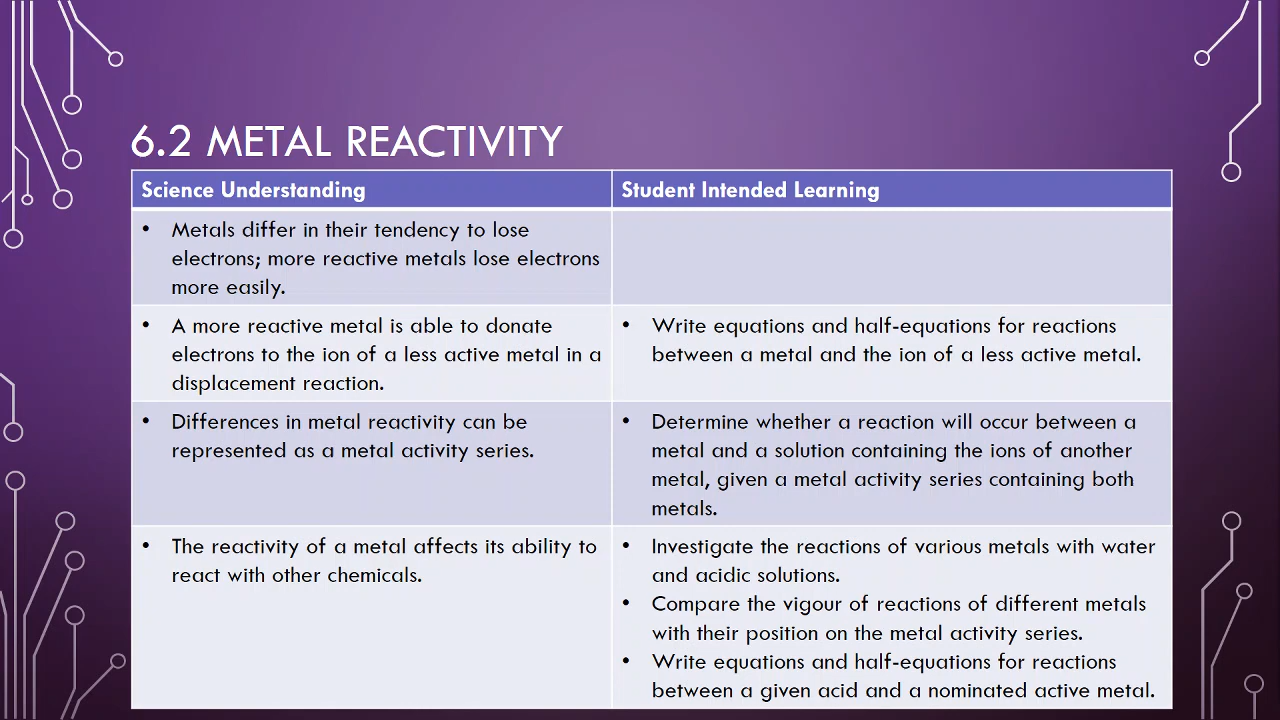 6.2 METAL REACTIVITY
Science Understanding
Student Intended Learning
• Metals differ in their tendency to lose
electrons; more reactive metals lose electrons
more easily.
• A more reactive metal is able to donate
electrons to the ion of a less active metal in a
displacement reaction.
• Write equations and half-equations for reactions
between a metal and the ion of a less active metal.
• Differences in metal reactivity can be
represented as a metal activity series.
• Determine whether a reaction will occur between a
metal and a solution containing the ions of another
metal, given a metal activity series containing both
metals.
• The reactivity of a metal affects its ability to
react with other chemicals.
• Investigate the reactions of various metals with water
and acidic solutions.
• Compare the vigour of reactions of different metals
with their position on the metal activity series.
• Write equations and half-equations for reactions
between a given acid and a nominated active metal.